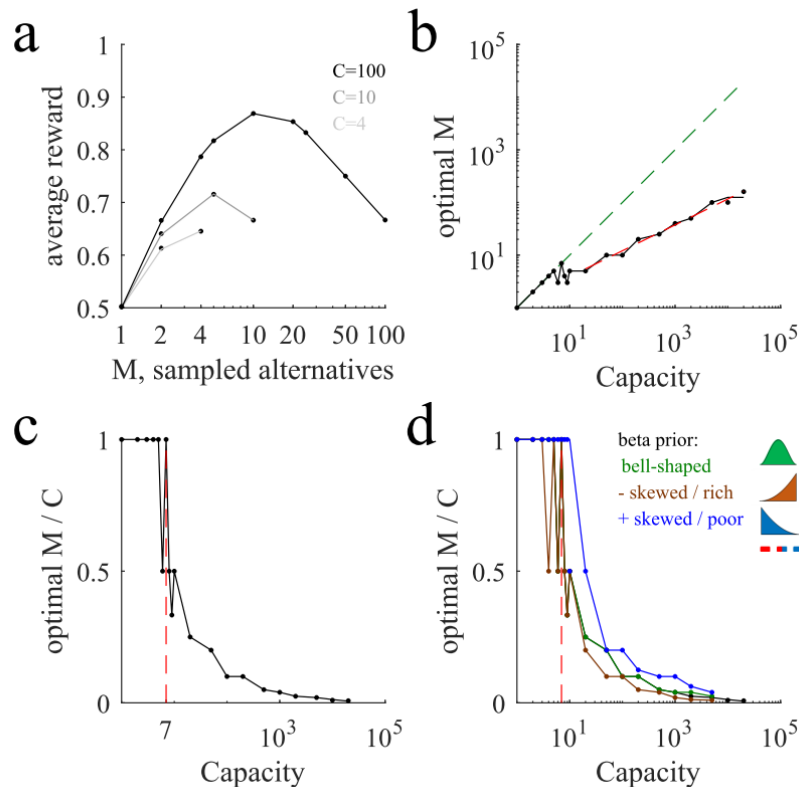 a
1
0.9
0.8
0.7
0.6
0.5
average reward
C=100
C=10
C=4
1 2 4 10 20 50 100
M, sampled alternatives
b
10^5
10^3
10^1
optimal M
10^1 10^3 10^5
Capacity
c
1
0.5
0
optimal M / C
7 10^3 10^5
Capacity
d
1
0.5
0
optimal M / C
beta prior:
bell-shaped
- skewed / rich
+ skewed / poor
10^1 10^3 10^5
Capacity